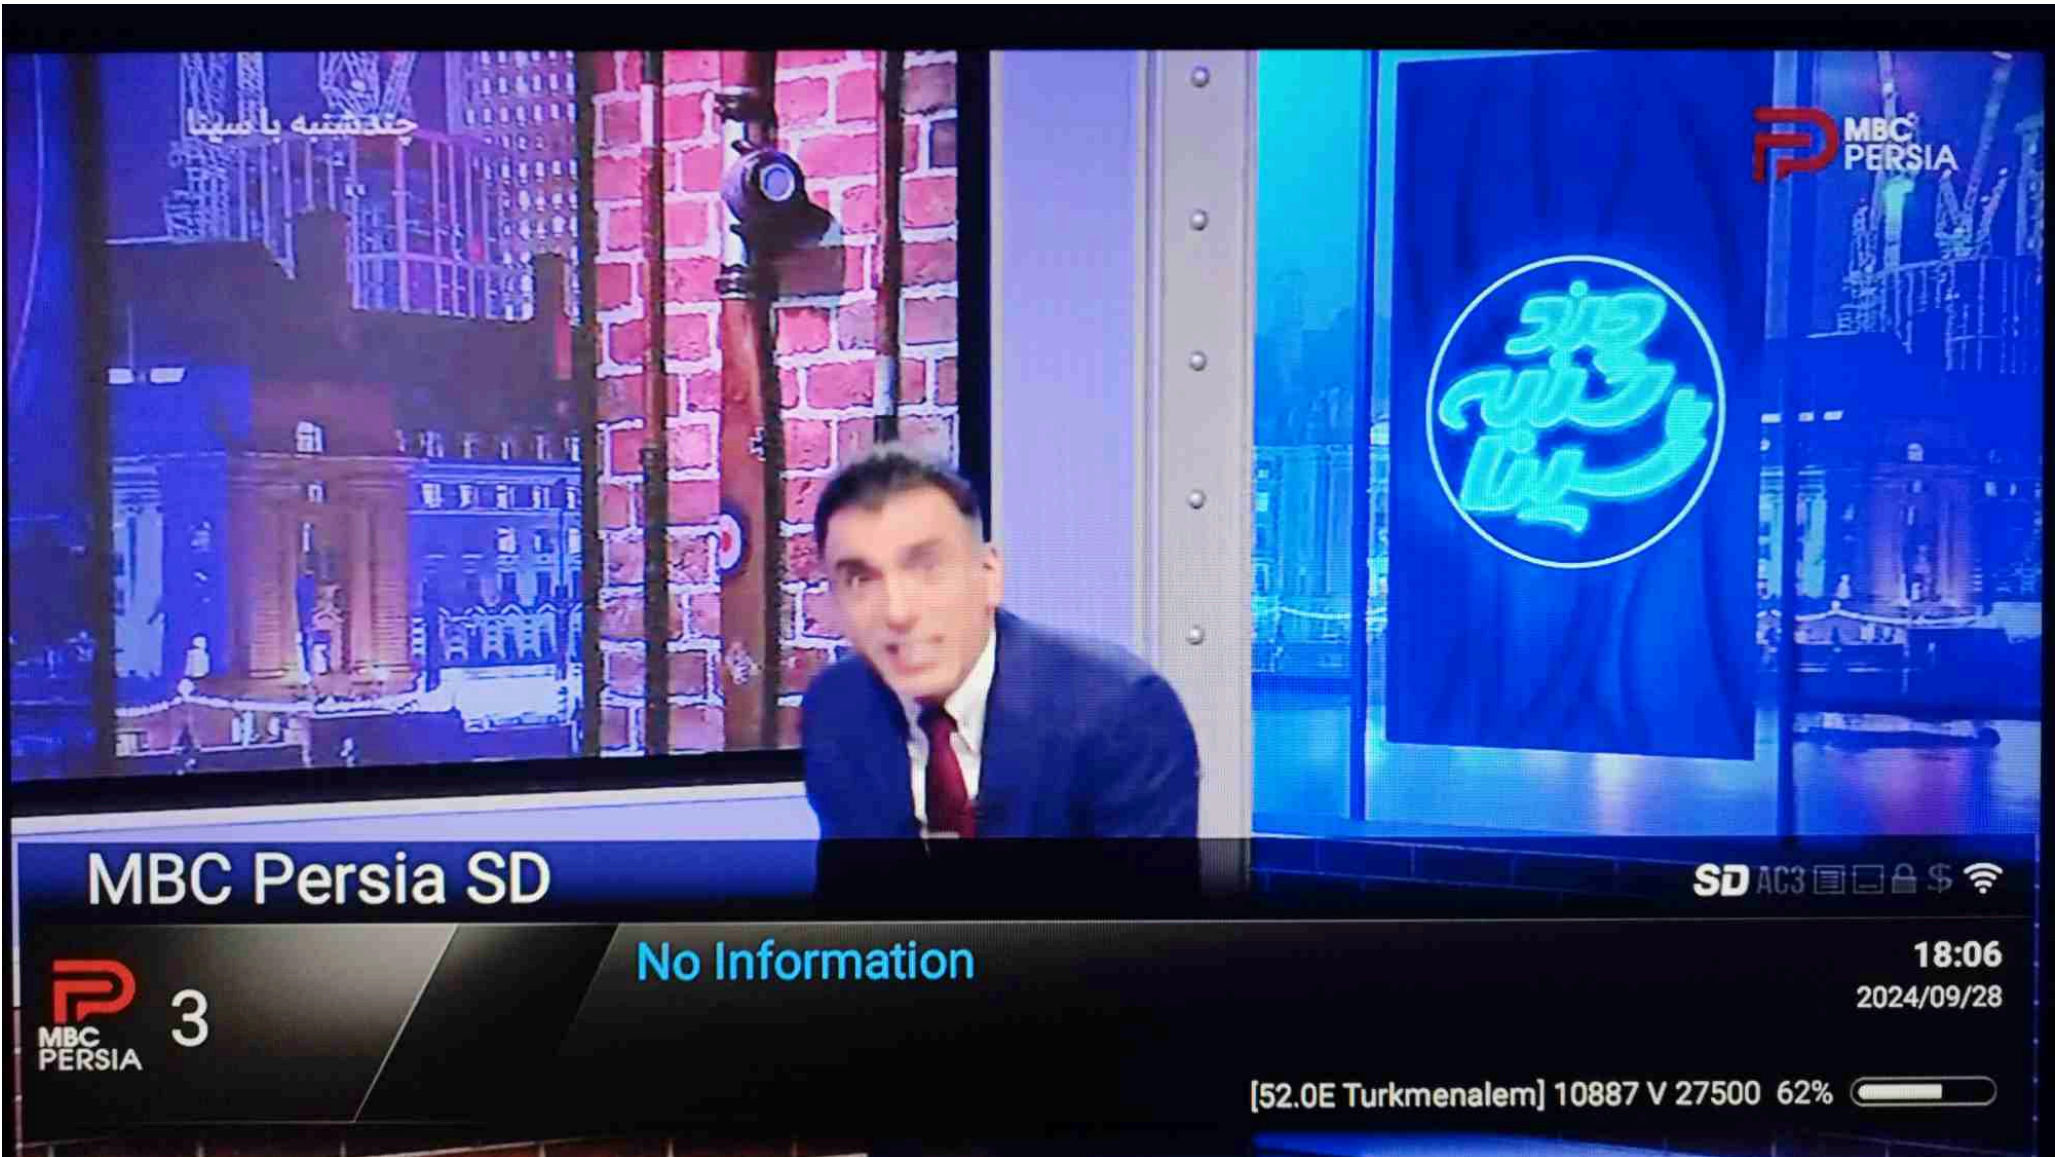 چندشنبه با سینا
MBC
PERSIA
چند
شنبه
با
سینا
MBC Persia SD
SD AC3 $
No Information
18:06
2024/09/28
MBC
PERSIA
3
[52.0E Turkmenalem] 10887 V 27500 62%